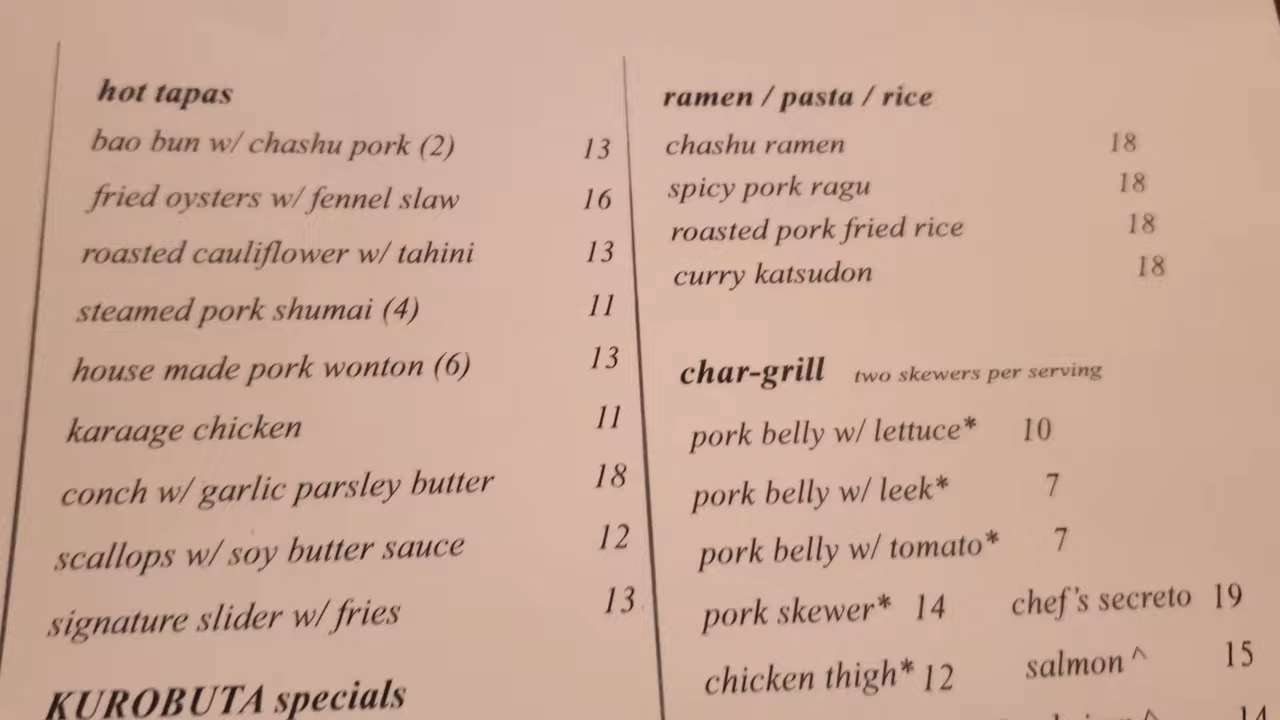 hot tapas
bao bun w/ chashu pork (2) 13
fried oysters w/ fennel slaw 16
roasted cauliflower w/ tahini 13
steamed pork shumai (4) 11
house made pork wonton (6) 13
karaage chicken 11
conch w/ garlic parsley butter 18
scallops w/ soy butter sauce 12
signature slider w/ fries 13
KUROBUTA specials
ramen / pasta / rice
chashu ramen 18
spicy pork ragu 18
roasted pork fried rice 18
curry katsudon 18
char-grill two skewers per serving
pork belly w/ lettuce* 10
pork belly w/ leek* 7
pork belly w/ tomato* 7
pork skewer* 14 chef's secreto 19
chicken thigh* 12 salmon ^ 15
14